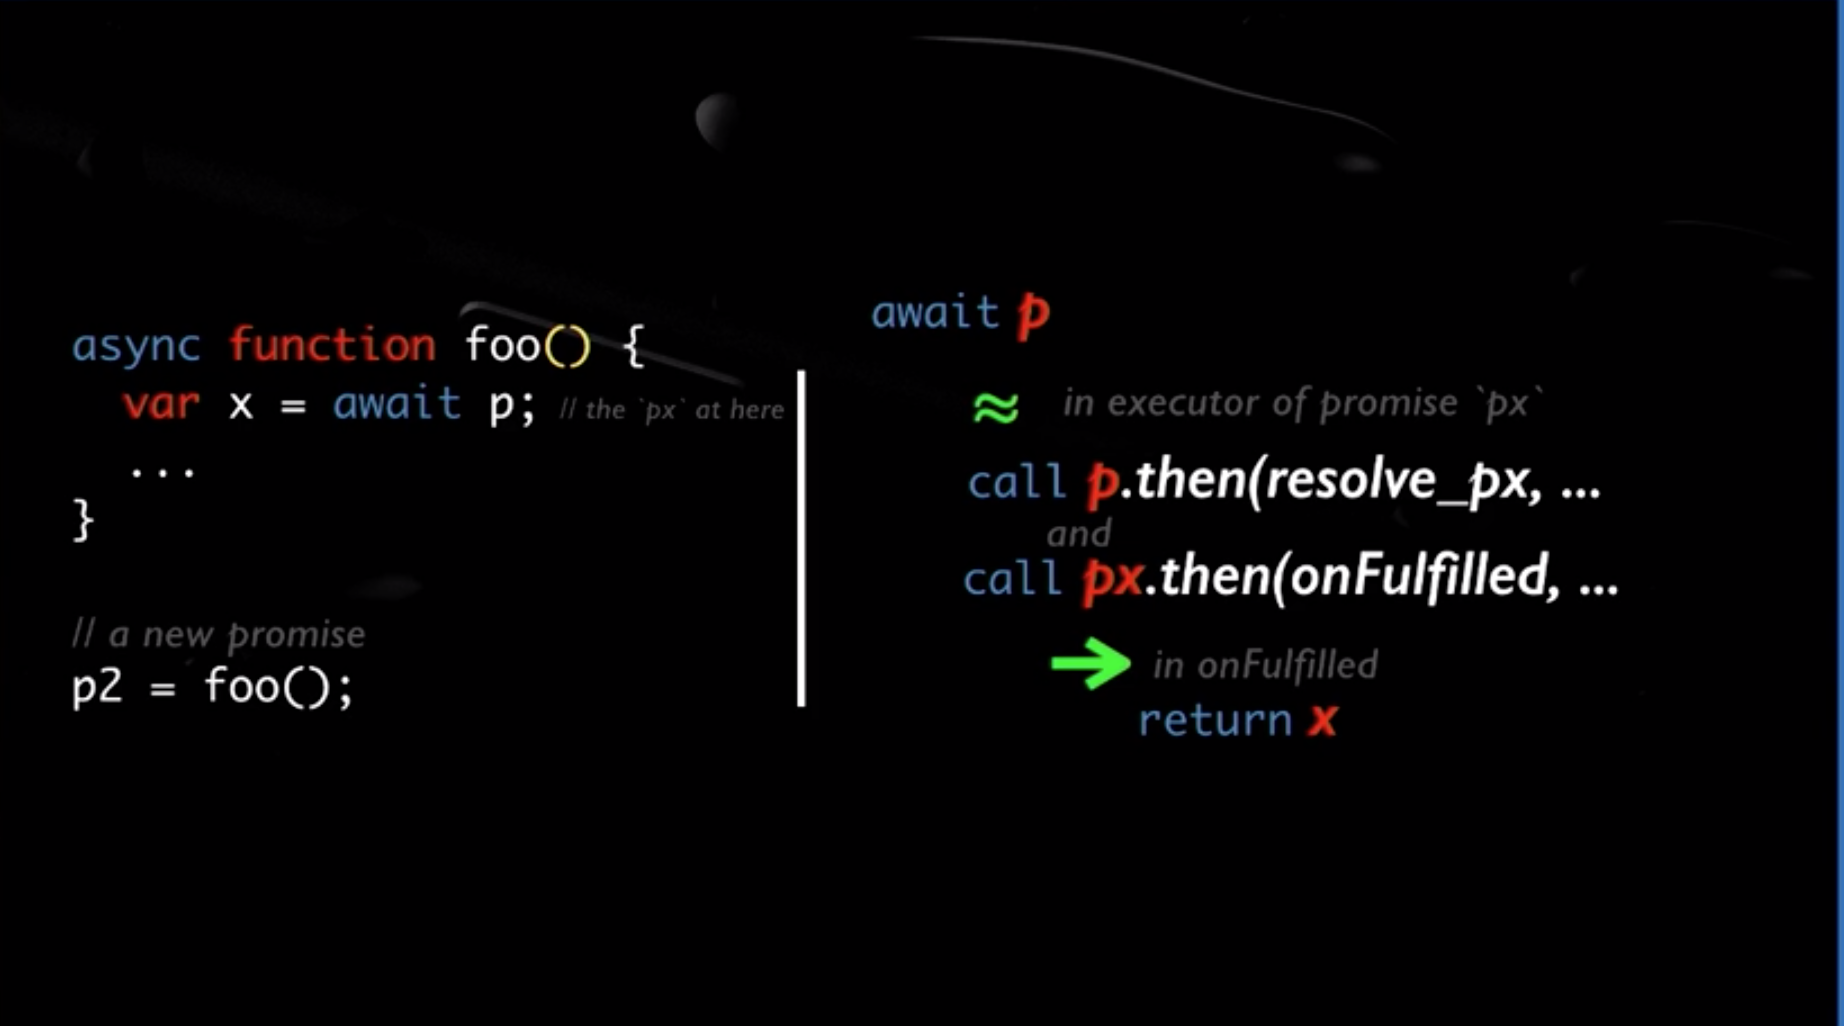 async function foo() {
var x = await p; // the `px` at here
...
}
// a new promise
p2 = foo();
await p
≈ in executor of promise `px`
call p.then(resolve_px, ...
and
call px.then(onFulfilled, ...
→ in onFulfilled
return x